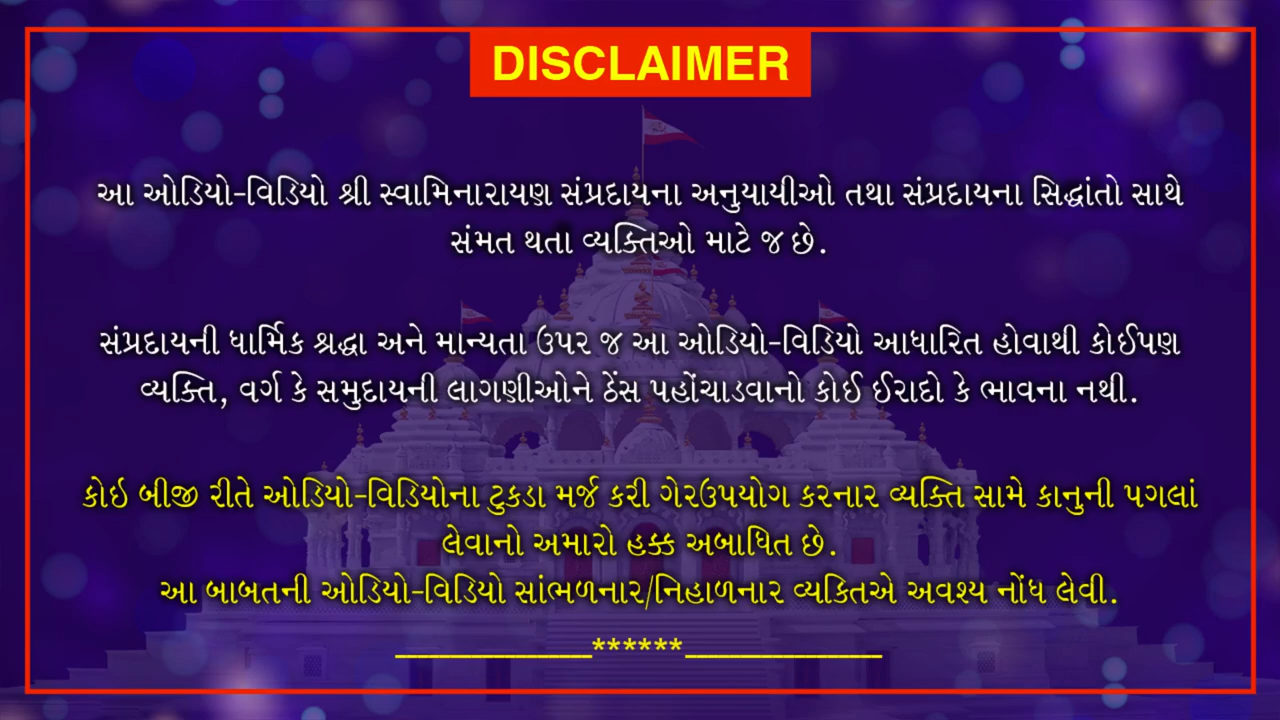 DISCLAIMER
આ ઓડિયો-વિડિયો શ્રી સ્વામિનારાયણ સંપ્રદાયના અનુયાયીઓ તથા સંપ્રદાયના સિદ્ધાંતો સાથે
સંમત થતા વ્યક્તિઓ માટે જ છે.
સંપ્રદાયની ધાર્મિક શ્રદ્ધા અને માન્યતા ઉપર જ આ ઓડિયો-વિડિયો આધારિત હોવાથી કોઈપણ
વ્યક્તિ, વર્ગ કે સમુદાયની લાગણીઓને ઠેંસ પહોંચાડવાનો કોઈ ઈરાદો કે ભાવના નથી.
કોઇ બીજી રીતે ઓડિયો-વિડિયોના ટુકડા મર્જ કરી ગેરઉપયોગ કરનાર વ્યક્તિ સામે કાનુની પગલાં
લેવાનો અમારો હક્ક અબાધિત છે.
આ બાબતની ઓડિયો-વિડિયો સાંભળનાર/નિહાળનાર વ્યકિતએ અવશ્ય નોંધ લેવી.
______________******______________